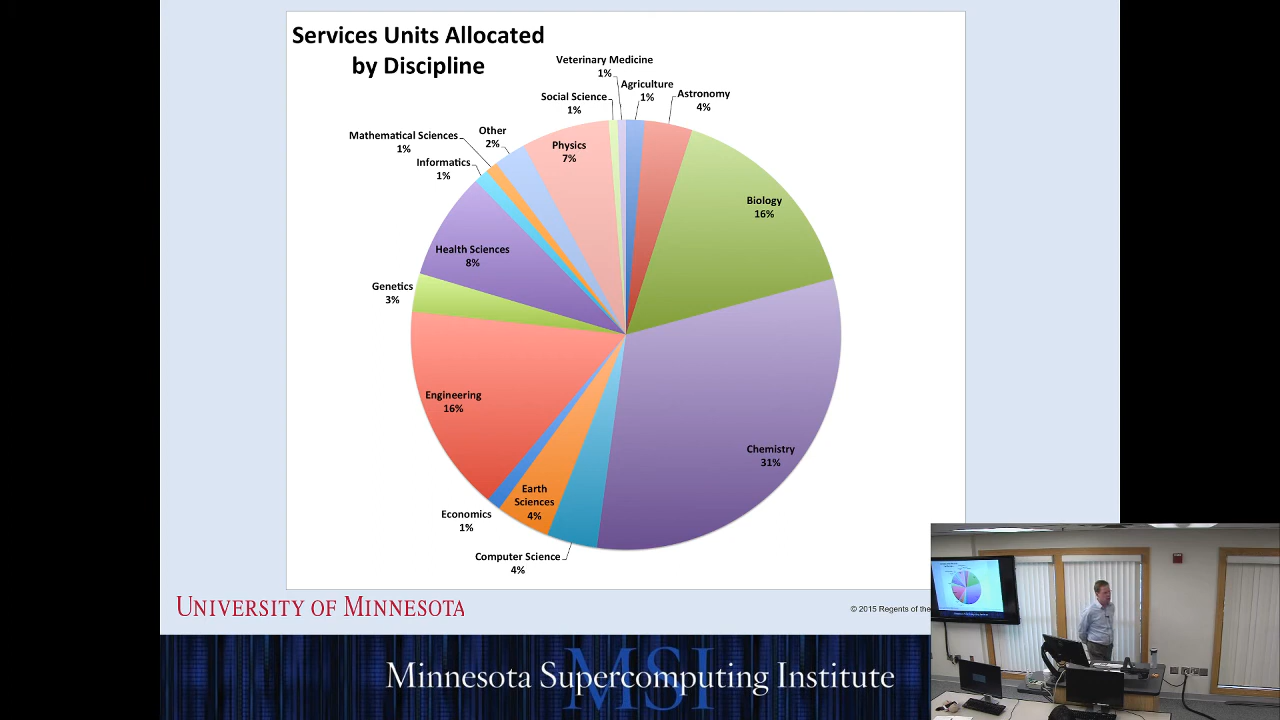 Services Units Allocated
by Discipline
Veterinary Medicine
1%
Agriculture
1%
Social Science
1%
Astronomy
4%
Mathematical Sciences
1%
Other
2%
Physics
7%
Informatics
1%
Biology
16%
Health Sciences
8%
Genetics
3%
Engineering
16%
Chemistry
31%
Earth
Sciences
4%
Economics
1%
Computer Science
4%
UNIVERSITY OF MINNESOTA
© 2015 Regents of the
MSI
Minnesota Supercomputing Institute